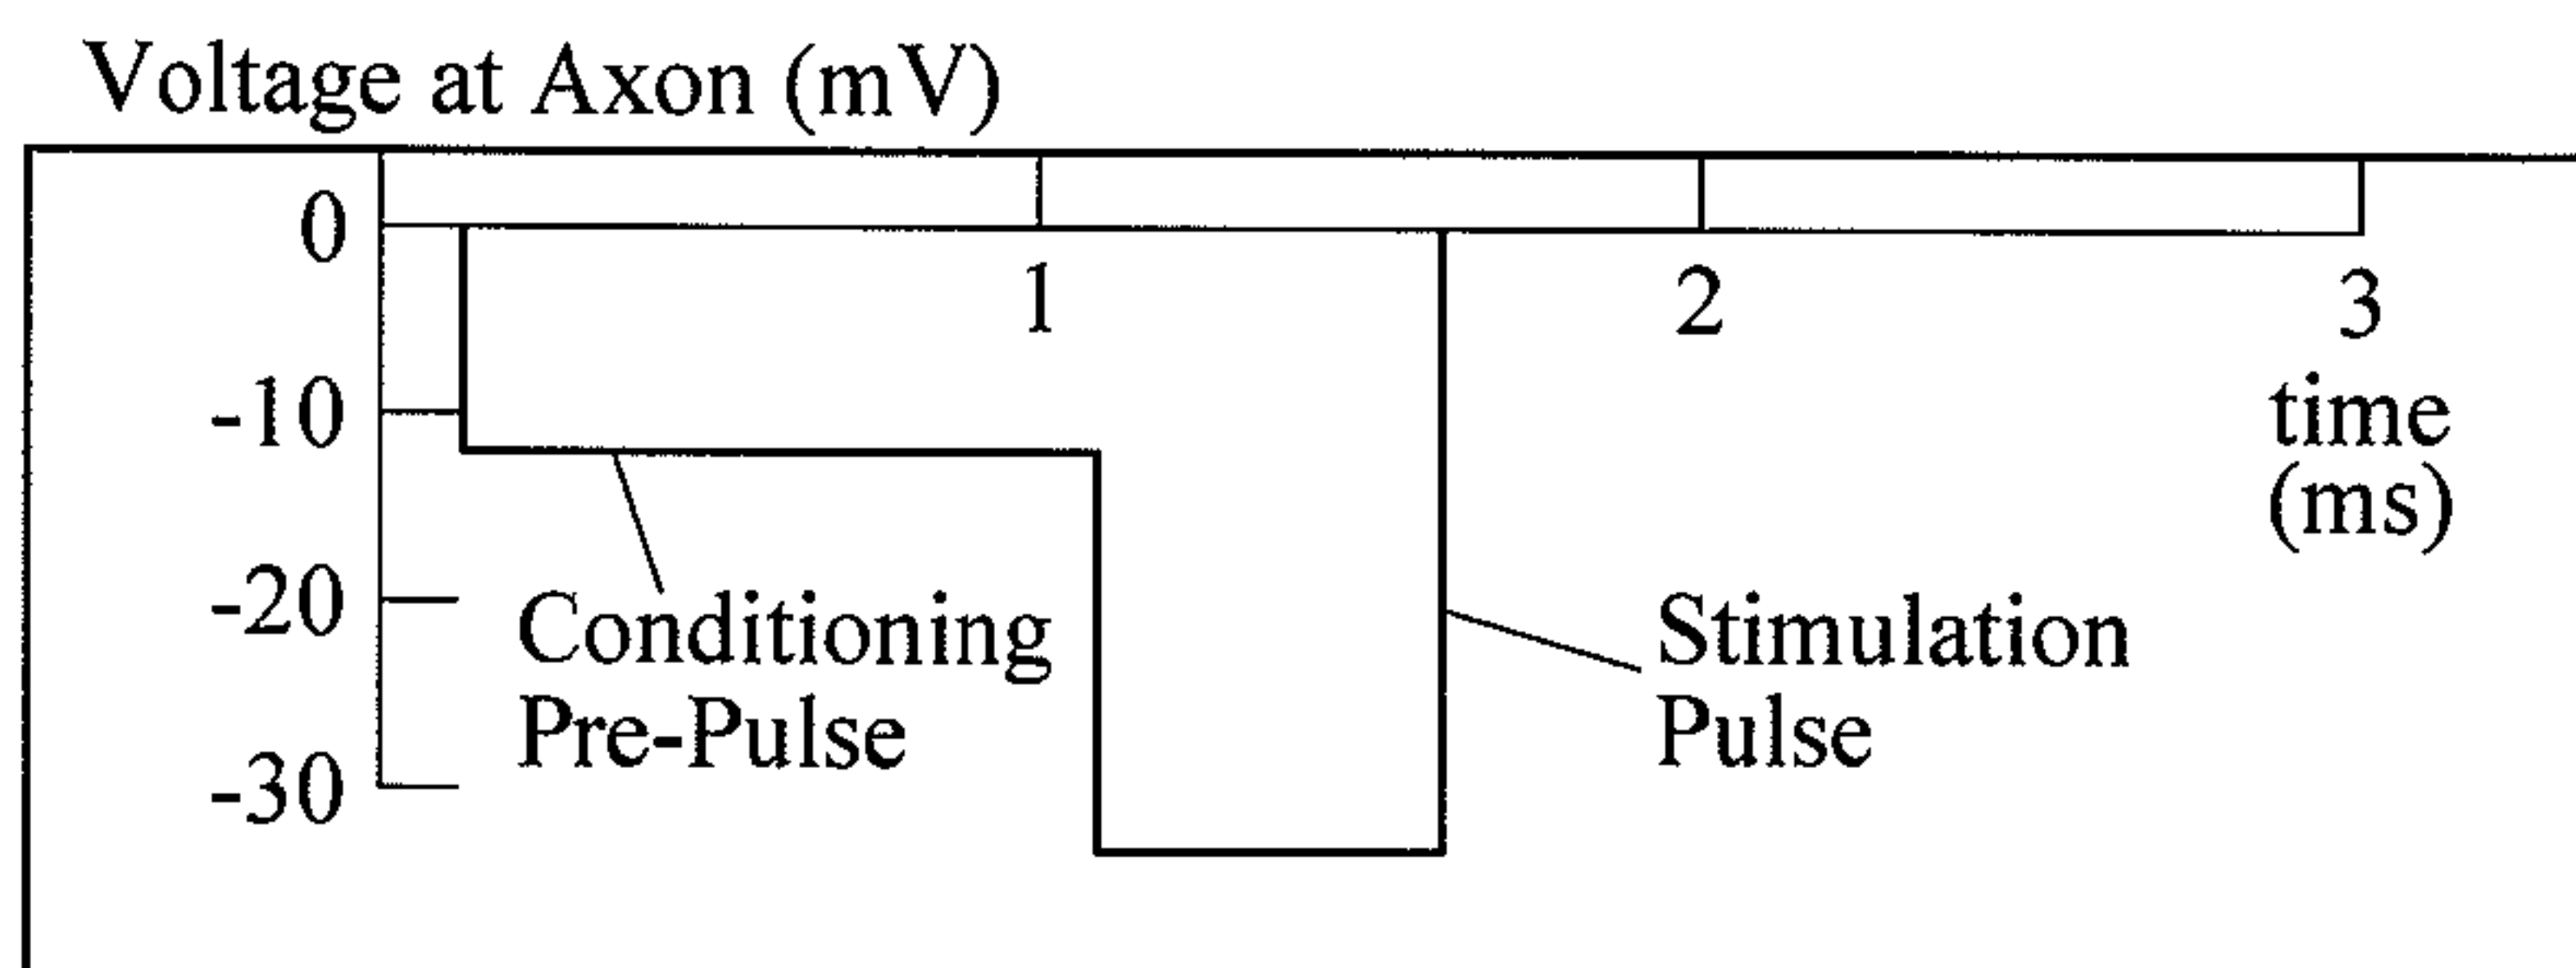 Voltage at Axon (mV)
0
1
2
3
time
(ms)
-10
-20
-30
Conditioning
Pre-Pulse
Stimulation
Pulse